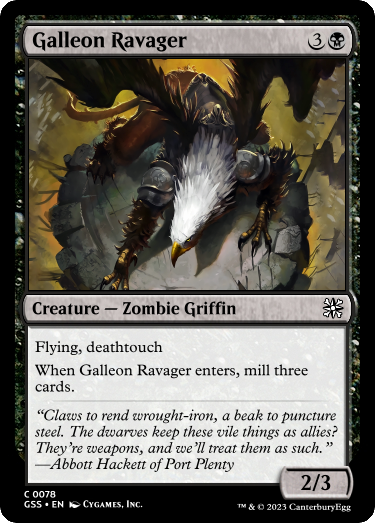 Galleon Ravager 3
Creature — Zombie Griffin
Flying, deathtouch
When Galleon Ravager enters, mill three
cards.
“Claws to rend wrought-iron, a beak to puncture
steel. The dwarves keep these vile things as allies?
They’re weapons, and we’ll treat them as such.”
—Abbott Hackett of Port Plenty
2/3
C 0078
GSS • EN Cygames, Inc.
™ & © 2023 CanterburyEgg